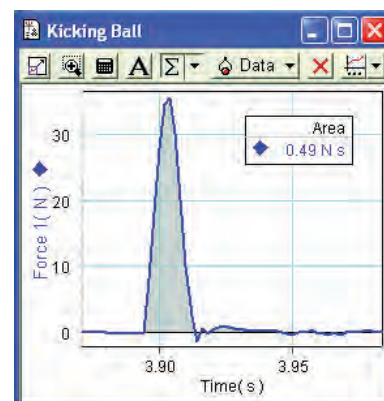 Kicking Ball
A Σ Data
Area
0.49 N s
Force 1( N )
30
20
10
0
3.90
3.95
Time( s )